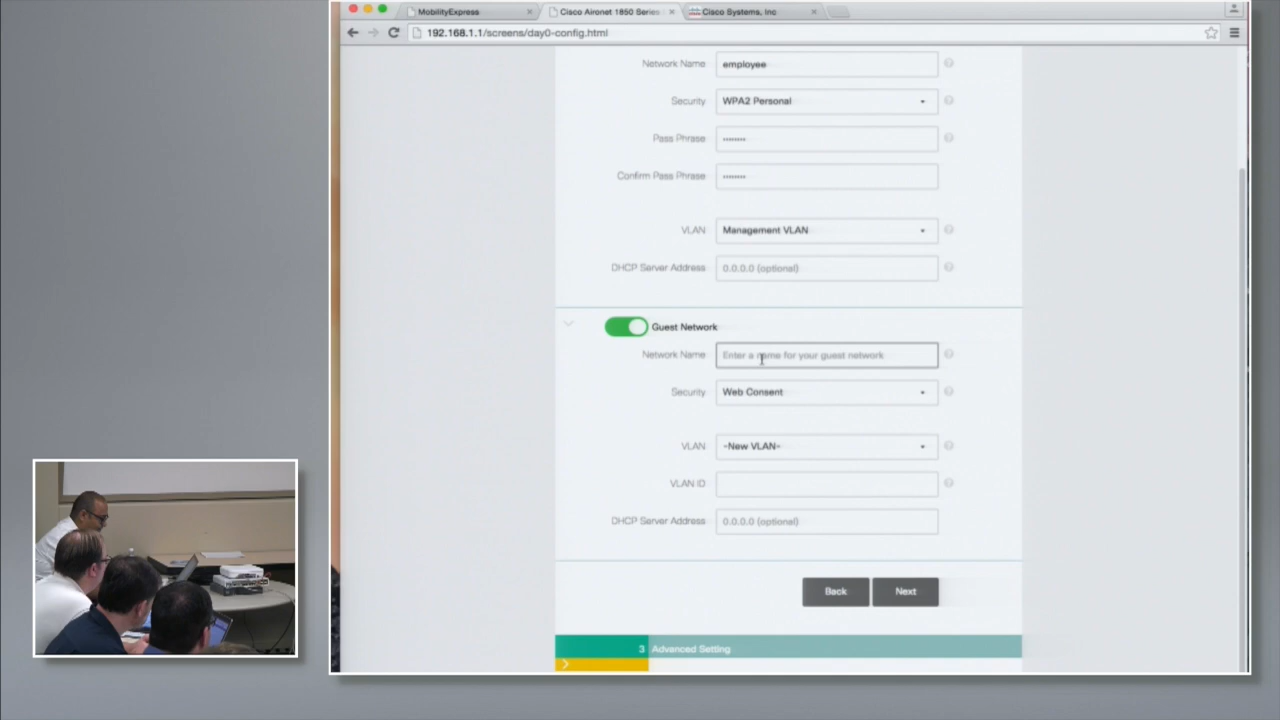 MobilityExpress
Cisco Aironet 1850 Series
Cisco Systems, Inc
192.168.1.1/screens/day0-config.html
Network Name employee
Security WPA2 Personal
Pass Phrase ••••••••
Confirm Pass Phrase ••••••••
VLAN Management VLAN
DHCP Server Address 0.0.0.0 (optional)
Guest Network
Network Name Enter a name for your guest network
Security Web Consent
VLAN -New VLAN-
VLAN ID
DHCP Server Address 0.0.0.0 (optional)
Back Next
3 Advanced Setting